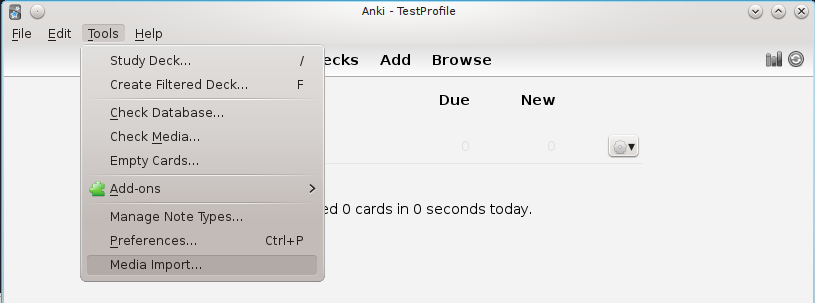 Anki - TestProfile
File Edit Tools Help
Study Deck... /
ecks Add Browse
Create Filtered Deck... F
Due New
Check Database...
Check Media...
0 0
Empty Cards...
Add-ons
Manage Note Types...
ed 0 cards in 0 seconds today.
Preferences... Ctrl+P
Media Import...